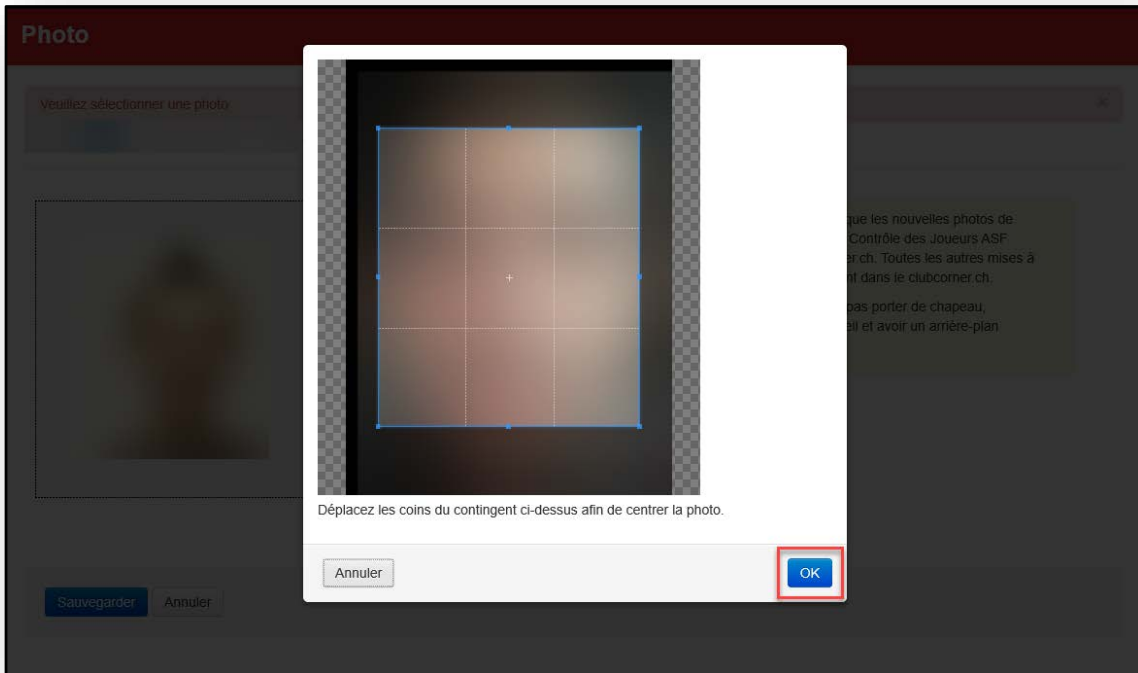 Photo
Veuillez sélectionner une photo
que les nouvelles photos de
Contrôle des Joueurs ASF
er.ch. Toutes les autres mises à
nt dans le clubcorner.ch.
pas porter de chapeau,
eil et avoir un arrière-plan
Déplacez les coins du contingent ci-dessus afin de centrer la photo.
Annuler
OK
Sauvegarder
Annuler